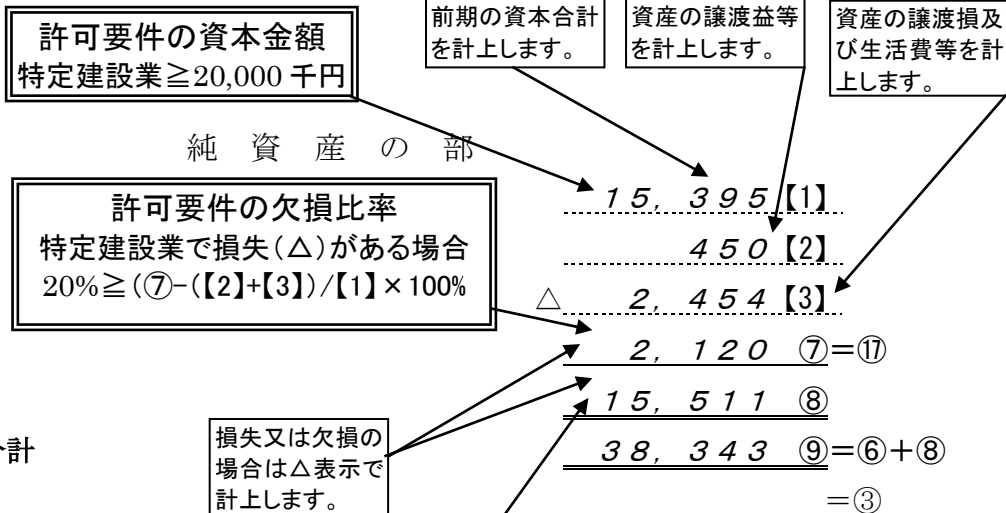 許可要件の資本金額
特定建設業≧20,000 千円
前期の資本合計
を計上します。
資産の譲渡益等
を計上します。
資産の譲渡損及
び生活費等を計
上します。
純 資 産 の 部
許可要件の欠損比率
特定建設業で損失(△)がある場合
20%≧(⑦-(【2】+【3】)/【1】×100%
15, 395【1】
450【2】
△ 2, 454【3】
2, 120 ⑦=⑰
15, 511 ⑧
計 38, 343 ⑨=⑥+⑧
=③
損失又は欠損の
場合は△表示で
計上します。